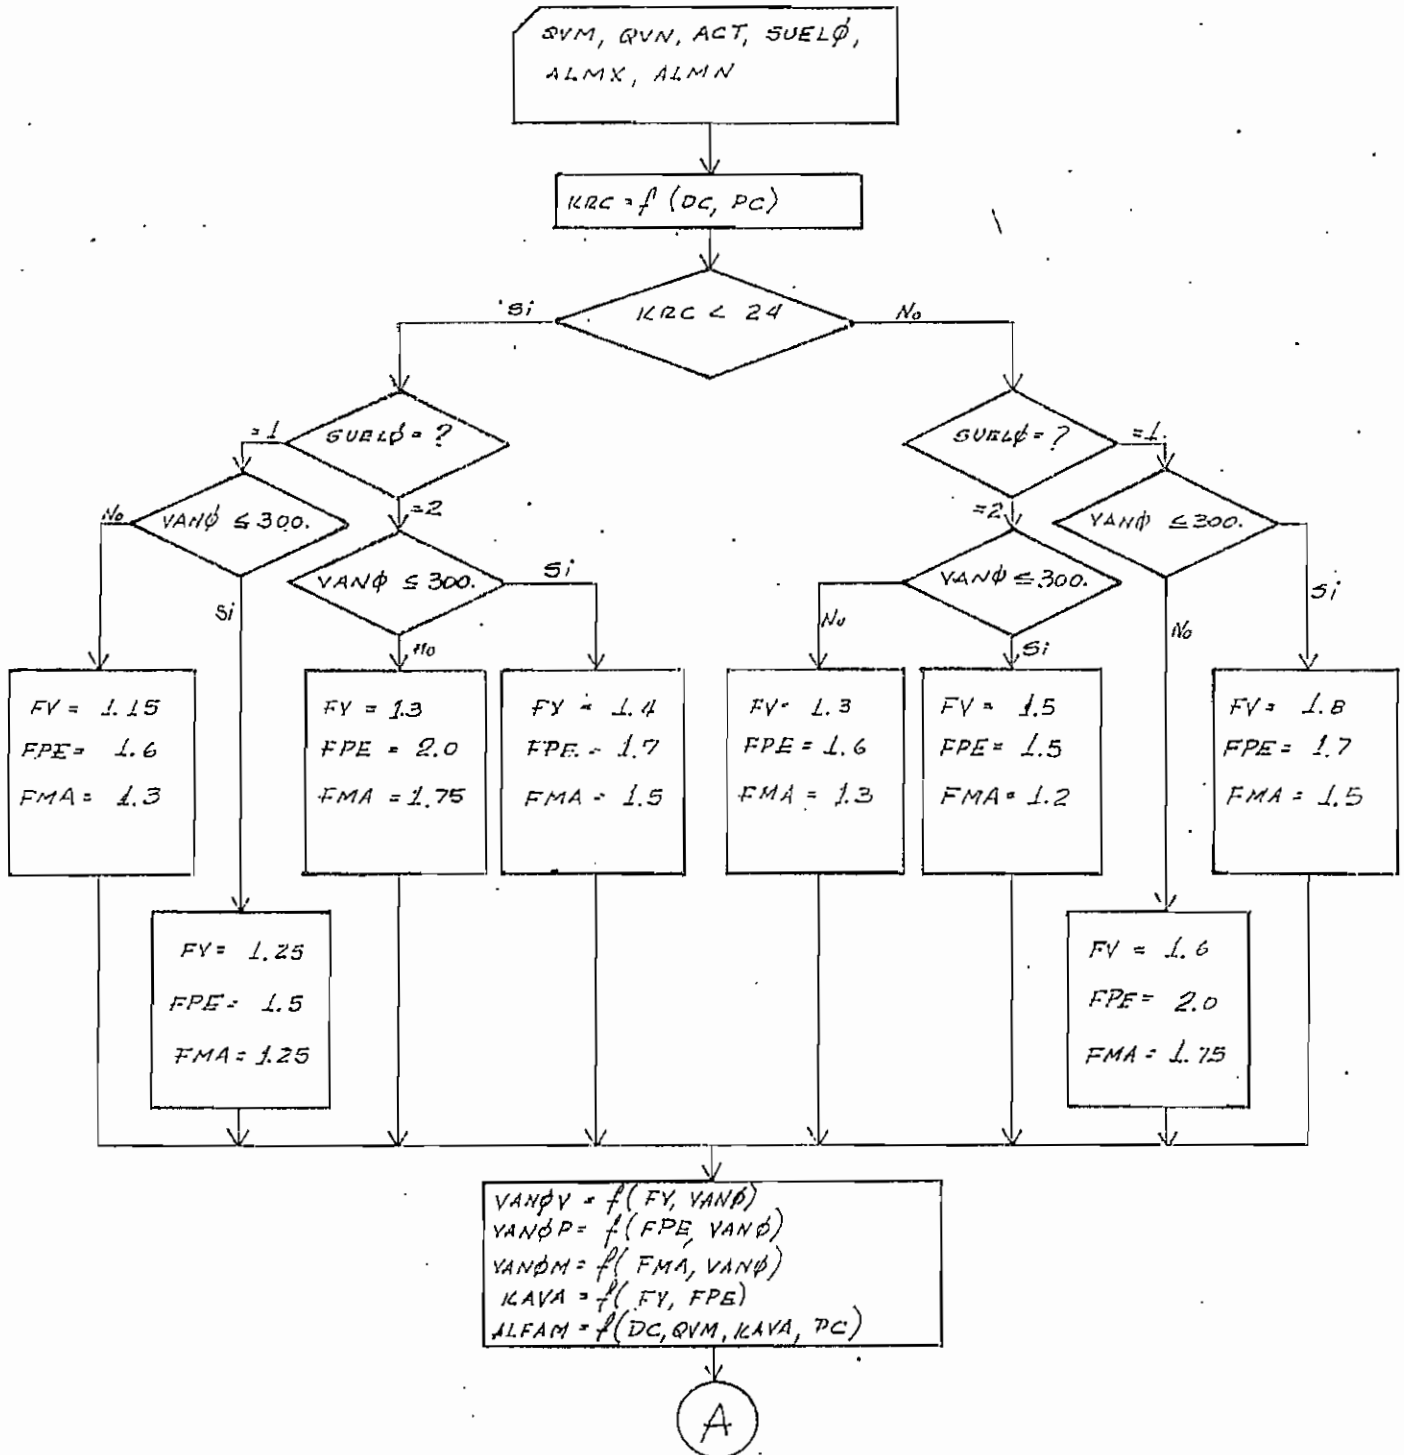 QVM, QVN, ACT, SUELØ,
ALMX, ALMN
KRC = f (DC, PC)
KRC < 24
Si
No
SUELØ = ?
=1
=2
SUELØ = ?
=1.
=2
VANØ ≤ 300.
No
Si
VANØ ≤ 300.
Si
No
VANØ ≤ 300.
No
Si
VANØ ≤ 300.
Si
No
FV = 1.15
FPE = 1.6
FMA = 1.3
FV = 1.3
FPE = 2.0
FMA = 1.75
FV = 1.4
FPE = 1.7
FMA = 1.5
FV = 1.3
FPE = 1.6
FMA = 1.3
FV = 1.5
FPE = 1.5
FMA = 1.2
FV = 1.8
FPE = 1.7
FMA = 1.5
FV = 1.25
FPE = 1.5
FMA = 1.25
FV = 1.6
FPE = 2.0
FMA = 1.75
VANØV = f( FV, VANØ)
VANØP = f( FPE, VANØ)
VANØM = f( FMA, VANØ)
KAVA = f( FV, FPE)
ALFAM = f( DC, QVM, KAVA, PC)
A